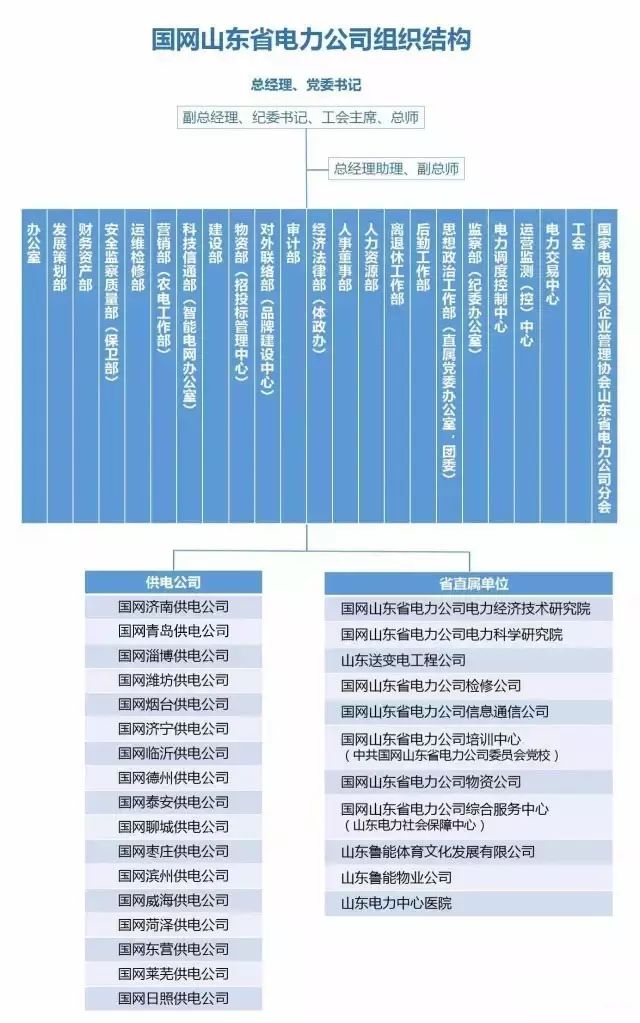 国网山东省电力公司组织结构
总经理、党委书记
副总经理、纪委书记、工会主席、总师
总经理助理、副总师
办公室
发展策划部
财务资产部
安全监察质量部（保卫部）
运维检修部
营销部（农电工作部）
科技信通部（智能电网办公室）
建设部
物资部（招投标管理中心）
对外联络部（品牌建设中心）
审计部
经济法律部（体改办）
人事董事部
人力资源部
离退休工作部
后勤工作部
思想政治工作部（直属党委办公室，团委）
监察部（纪委办公室）
电力调度控制中心
运营监测（控）中心
电力交易中心
工会
国家电网公司企业管理协会山东省电力公司分会
供电公司
国网济南供电公司
国网青岛供电公司
国网淄博供电公司
国网潍坊供电公司
国网烟台供电公司
国网济宁供电公司
国网临沂供电公司
国网德州供电公司
国网泰安供电公司
国网聊城供电公司
国网枣庄供电公司
国网滨州供电公司
国网威海供电公司
国网菏泽供电公司
国网东营供电公司
国网莱芜供电公司
国网日照供电公司
省直属单位
国网山东省电力公司电力经济技术研究院
国网山东省电力公司电力科学研究院
山东送变电工程公司
国网山东省电力公司检修公司
国网山东省电力公司信息通信公司
国网山东省电力公司培训中心
（中共国网山东省电力公司委员会党校）
国网山东省电力公司物资公司
国网山东省电力公司综合服务中心
（山东电力社会保障中心）
山东鲁能体育文化发展有限公司
山东鲁能物业公司
山东电力中心医院